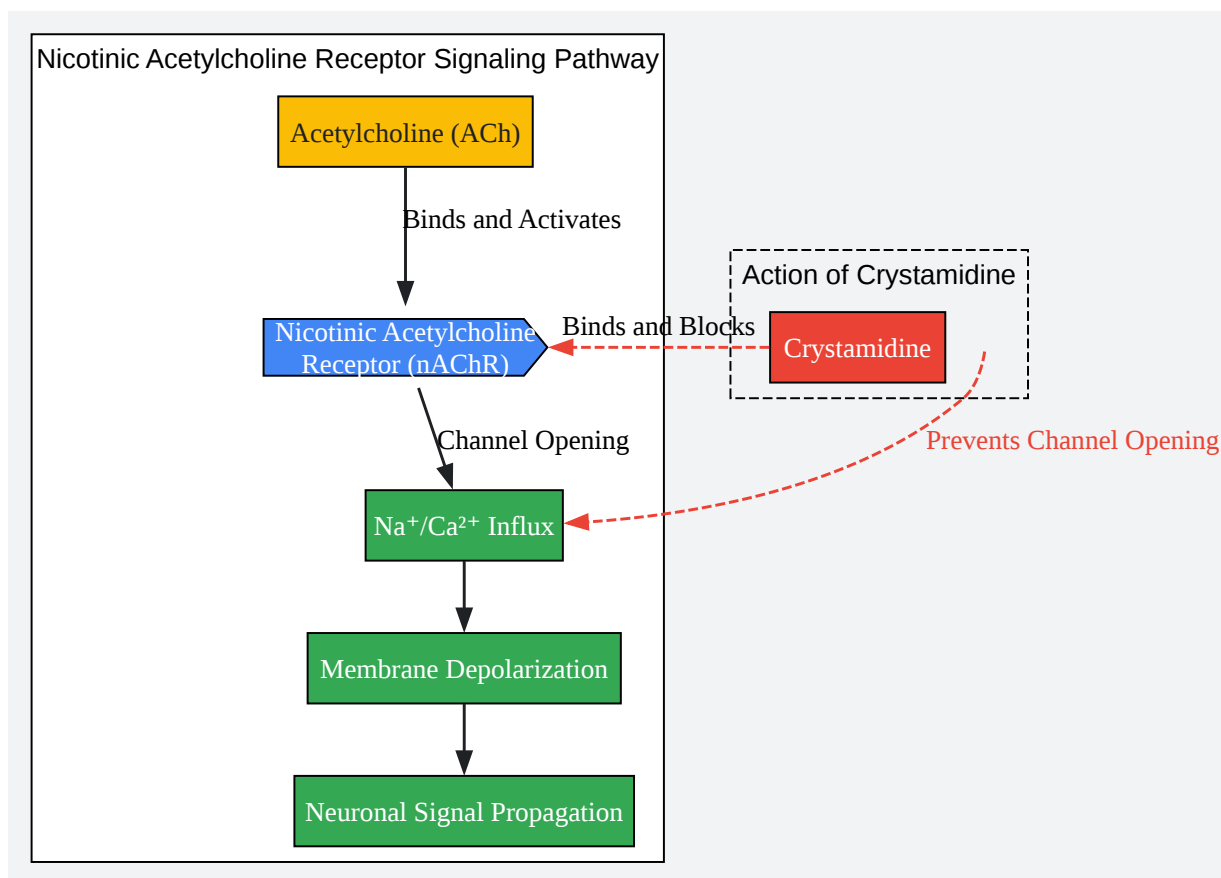 Nicotinic Acetylcholine Receptor Signaling Pathway
Acetylcholine (ACh)
Binds and Activates
Action of Crystamidine
Nicotinic Acetylcholine
Receptor (nAChR)
Binds and Blocks
Crystamidine
Channel Opening
Prevents Channel Opening
Na⁺/Ca²⁺ Influx
Membrane Depolarization
Neuronal Signal Propagation